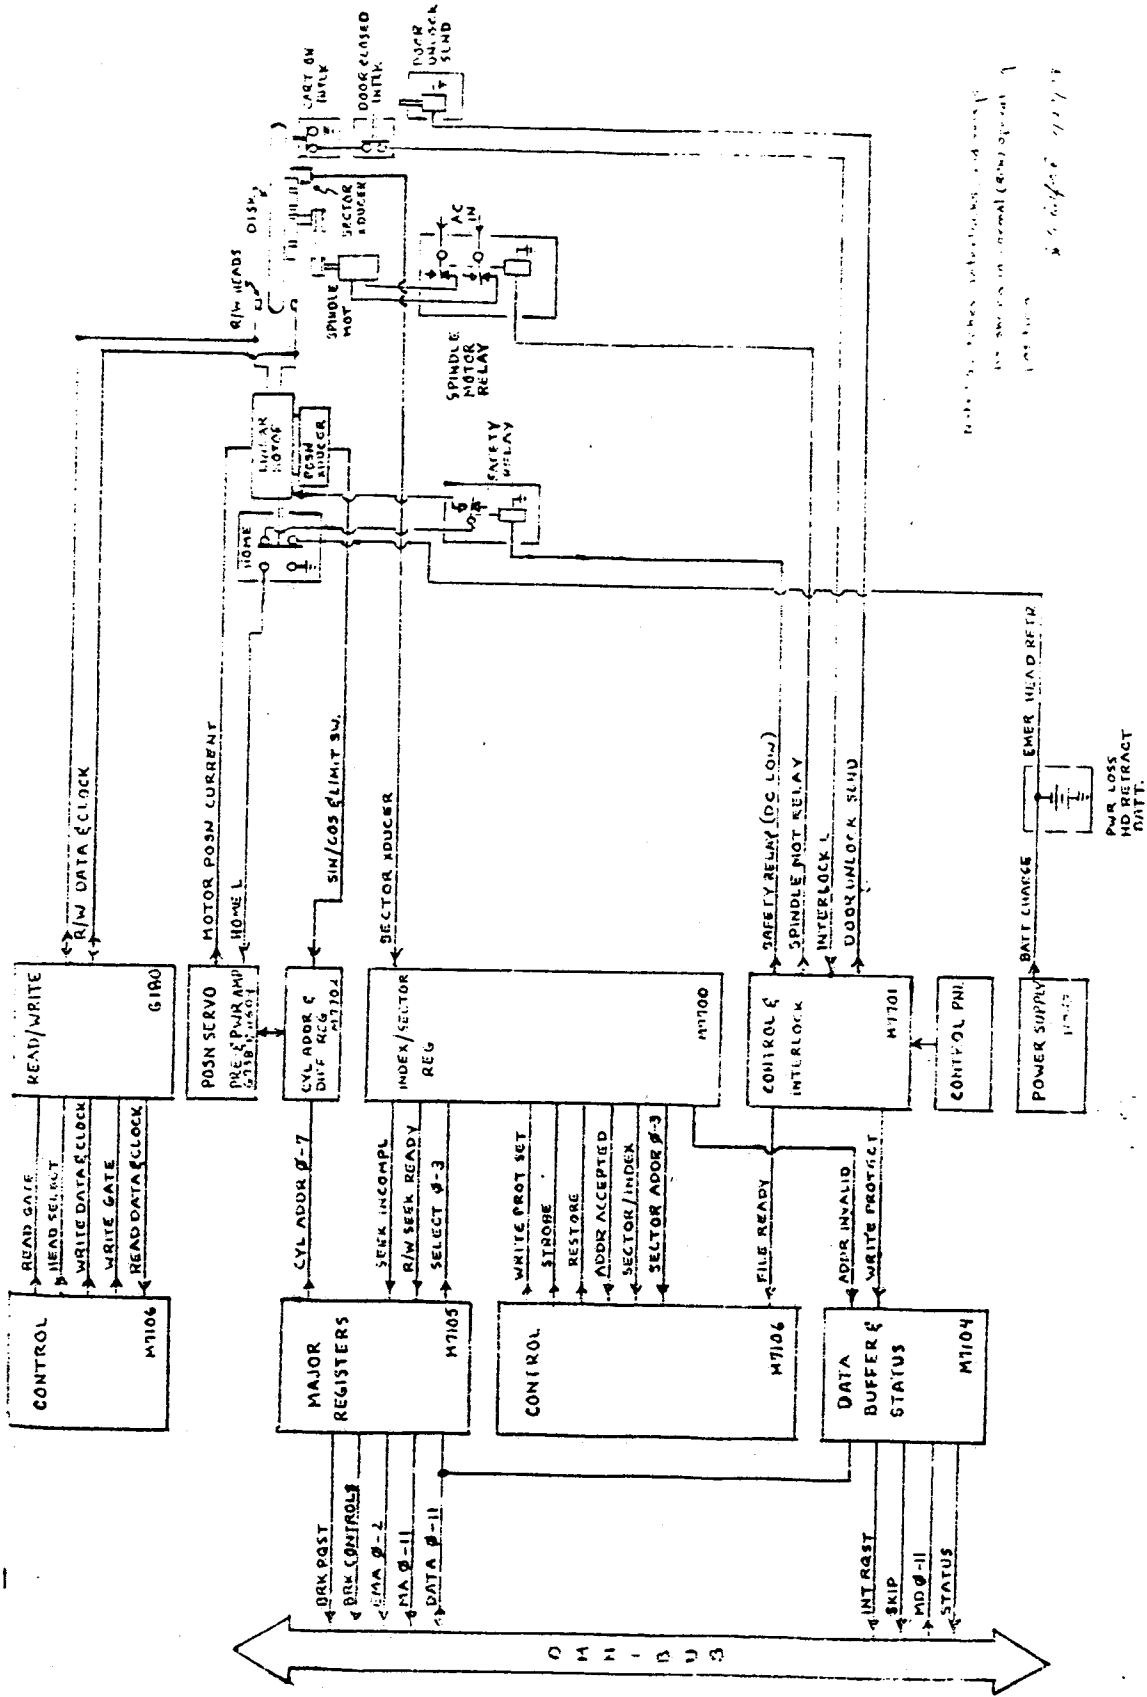 OMNIBUS
BRK RQST
BRK CONTROLS
EMA Ø-2
MA Ø-11
DATA Ø-11
INT RQST
SKIP
MD Ø-11
STATUS
CONTROL
M7106
MAJOR
REGISTERS
M7105
CONTROL
M7106
DATA
BUFFER &
STATUS
M7104
READ GATE
HEAD SELECT
WRITE DATA & CLOCK
WRITE GATE
READ DATA & CLOCK
CYL ADDR Ø-7
SEEK INCOMPL
R/W SEEK READY
SELECT Ø-3
WRITE PROT SET
STROBE
RESTORE
ADDR ACCEPTED
SECTOR/INDEX
SECTOR ADDR Ø-3
FILE READY
ADDR INVALID
WRITE PROTECT
READ/WRITE
G180
POSN SERVO
PRE & PWR AMP
CYL ADDR &
DIFF REG
M7702
INDEX/SECTOR
REG
M7700
CONTROL &
INTERLOCK
M7701
CONTROL PNL
POWER SUPPLY
R/W DATA & CLOCK
MOTOR POSN CURRENT
HOME L
SIN/COS & LIMIT SW.
SECTOR XDUCER
SAFETY RELAY (DC LOW)
SPINDLE MOT RELAY
INTERLOCK L
DOOR UNLOCK SLND
BATT CHARGE
EMER HEAD RETR
PWR LOSS
HD RETRACT
BATT.
HOME
LINEAR
MOTOR
POSN
XDUCER
SAFETY
RELAY
R/W HEADS
DISK
SPINDLE
MOT
SECTOR
XDUCER
SPINDLE
MOTOR
RELAY
AC
IN
CART ON
INTLK
DOOR CLOSED
INTLK
DOOR
UNLOCK
SLND